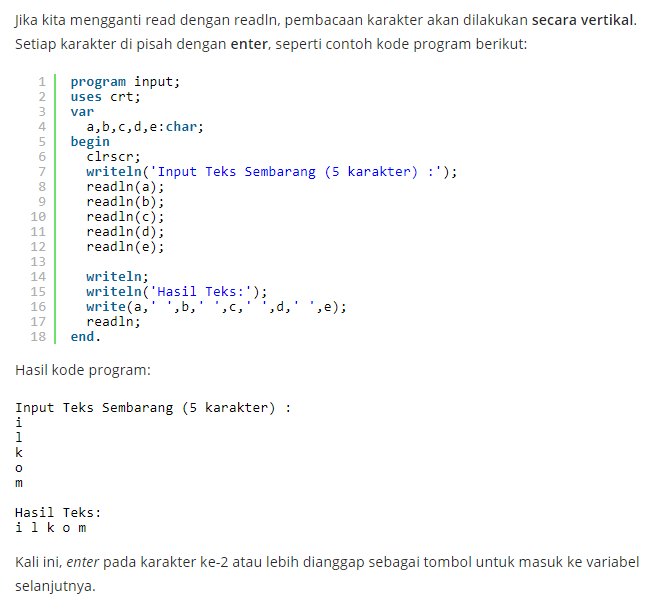 Jika kita mengganti read dengan readln, pembacaan karakter akan dilakukan secara vertikal.
Setiap karakter di pisah dengan enter, seperti contoh kode program berikut:
1 program input;
2 uses crt;
3 var
4   a,b,c,d,e:char;
5 begin
6   clrscr;
7   writeln('Input Teks Sembarang (5 karakter) :');
8   readln(a);
9   readln(b);
10   readln(c);
11   readln(d);
12   readln(e);
13
14   writeln;
15   writeln('Hasil Teks:');
16   write(a,' ',b,' ',c,' ',d,' ',e);
17   readln;
18 end.
Hasil kode program:
Input Teks Sembarang (5 karakter) :
i
l
k
o
m
Hasil Teks:
i l k o m
Kali ini, enter pada karakter ke-2 atau lebih dianggap sebagai tombol untuk masuk ke variabel
selanjutnya.